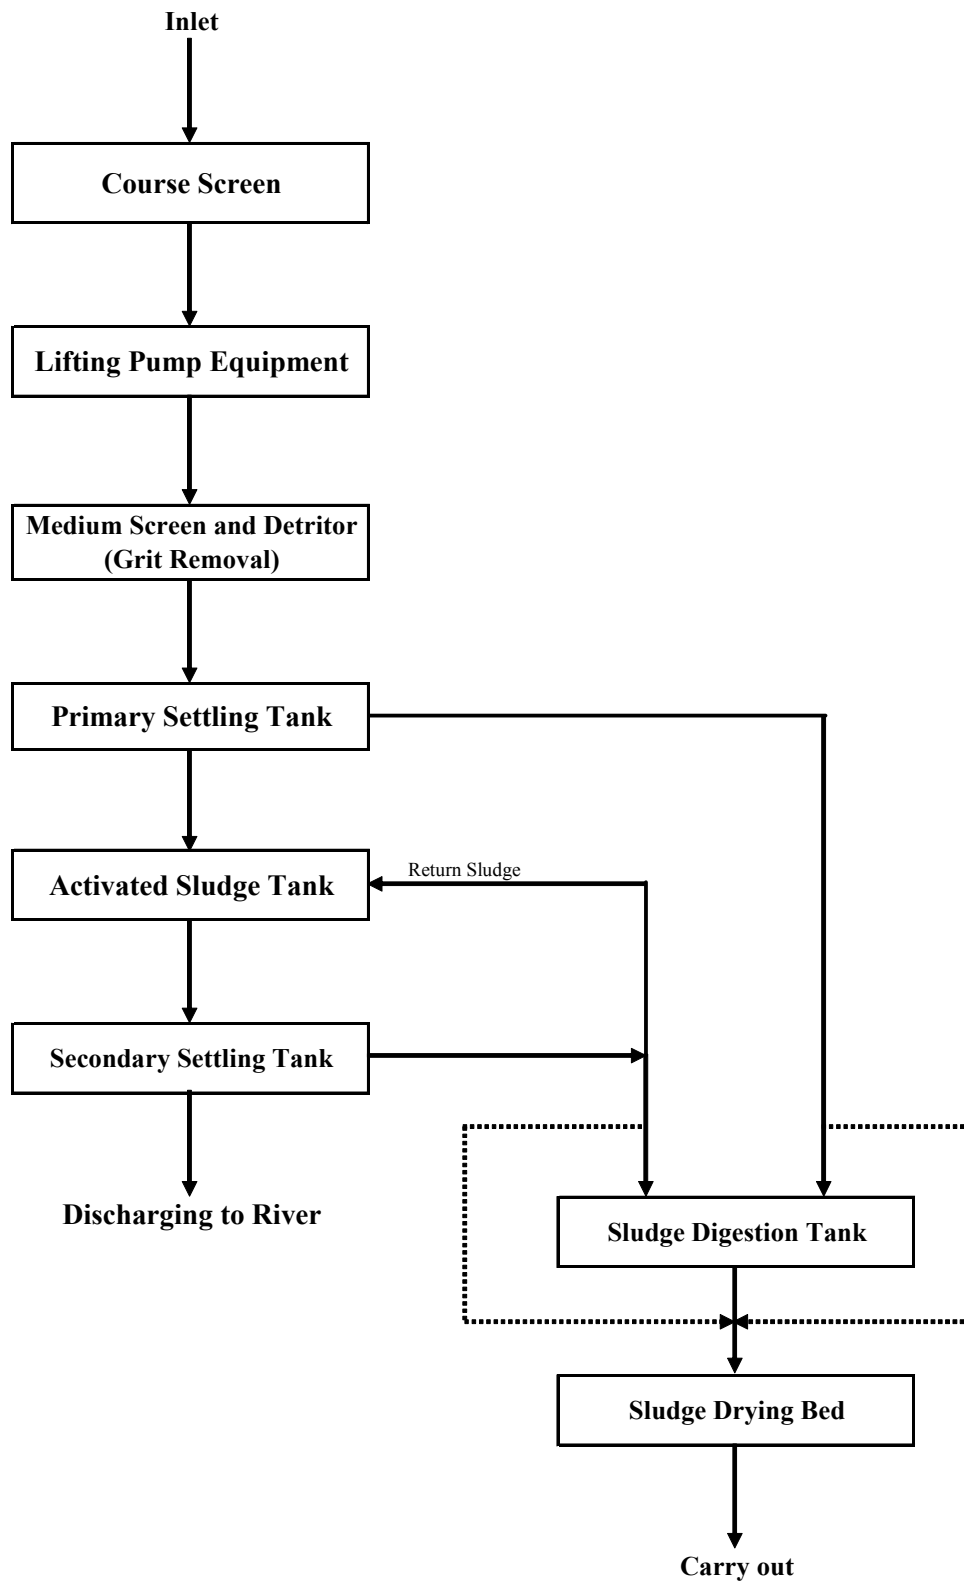 Inlet
Course Screen
Lifting Pump Equipment
Medium Screen and Detritor
(Grit Removal)
Primary Settling Tank
Return Sludge
Activated Sludge Tank
Secondary Settling Tank
Discharging to River
Sludge Digestion Tank
Sludge Drying Bed
Carry out